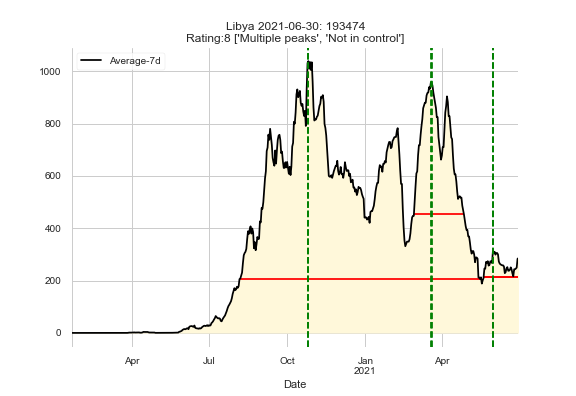 Libya 2021-06-30: 193474
Rating:8 ['Multiple peaks', 'Not in control']
Average-7d
1000
800
600
400
200
0
Apr
Jul
Oct
Jan
2021
Apr
Date